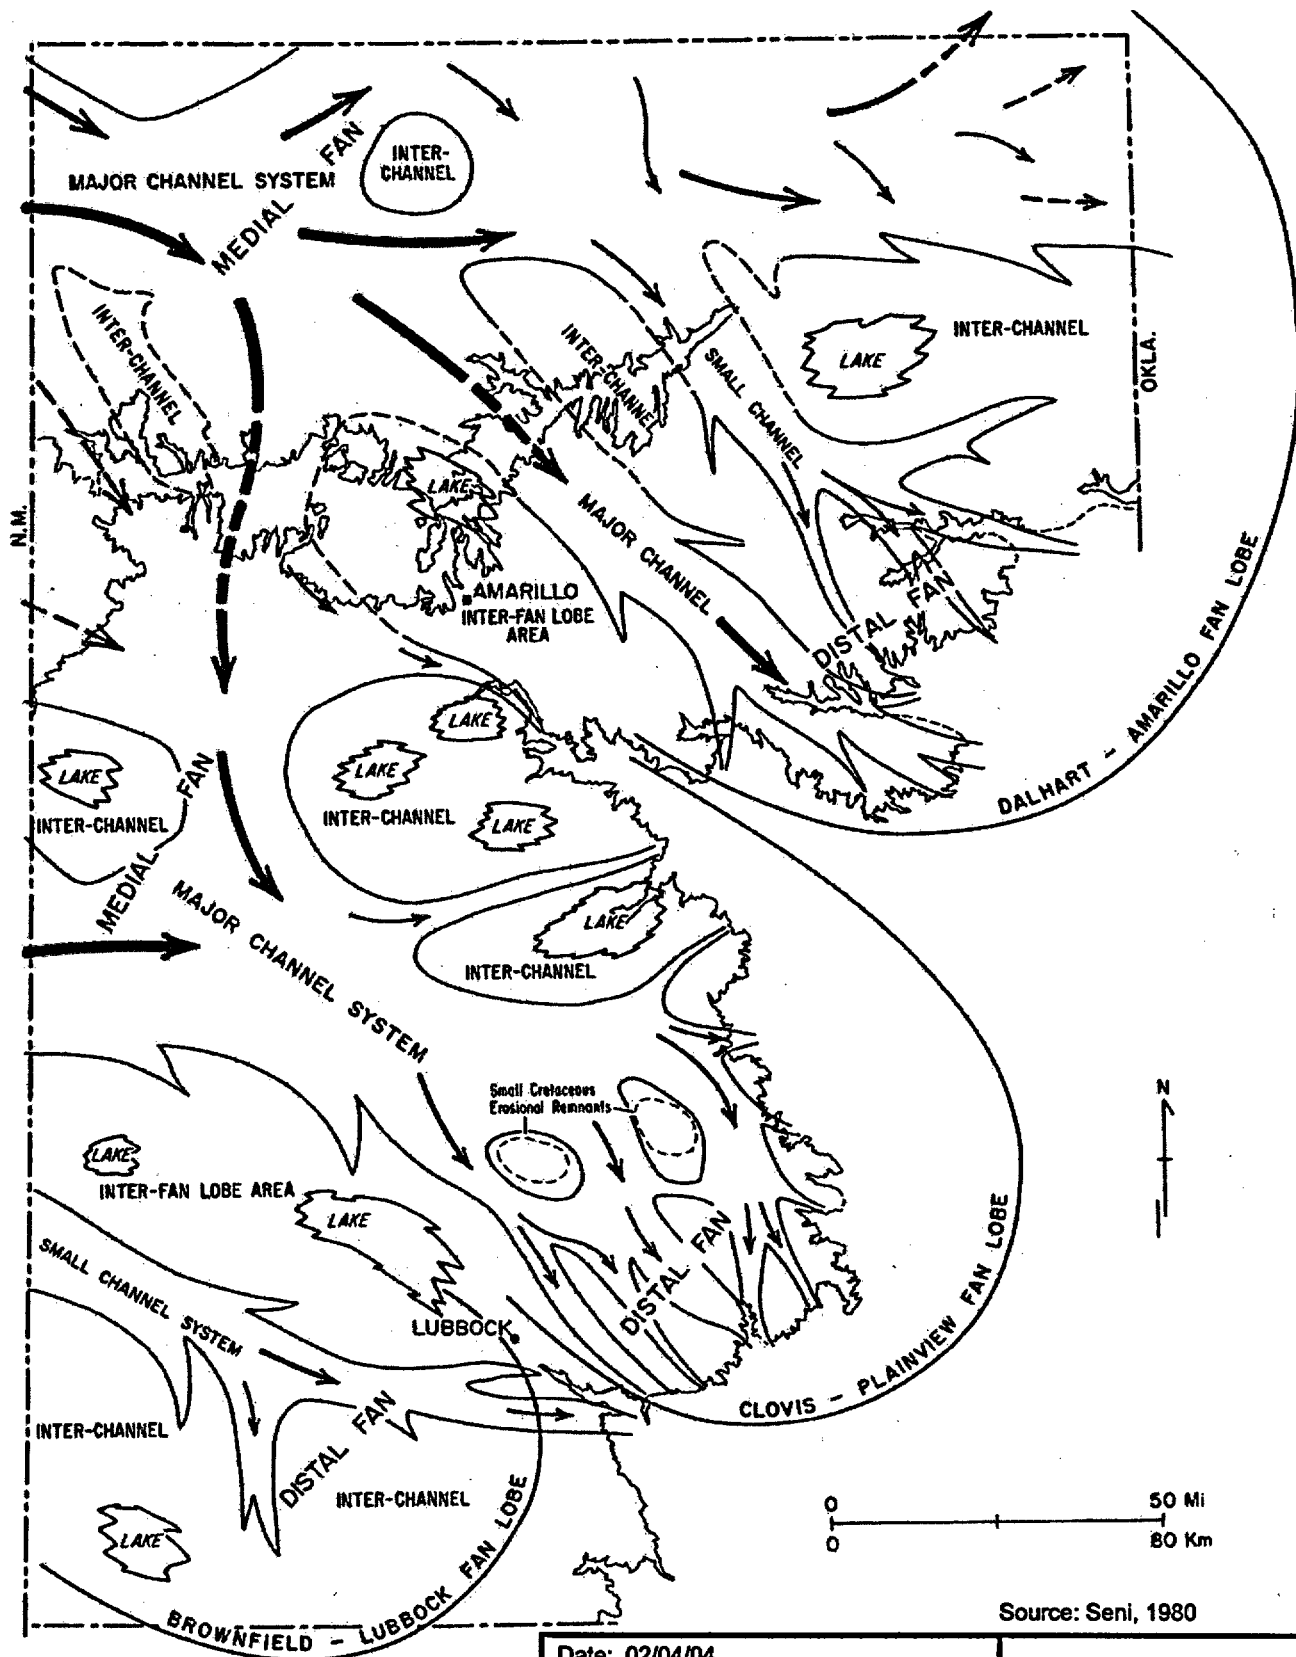 INTER-
CHANNEL
FAN
MEDIAL
MAJOR CHANNEL SYSTEM
INTER-CHANNEL
INTER-CHANNEL
SMALL CHANNEL
LAKE
INTER-CHANNEL
OKLA.
N.M.
LAKE
MAJOR CHANNEL
AMARILLO
INTER-FAN LOBE
AREA
DISTAL FAN
DALHART - AMARILLO FAN LOBE
LAKE
INTER-CHANNEL
MEDIAL FAN
LAKE
LAKE
LAKE
INTER-CHANNEL
LAKE
INTER-CHANNEL
MAJOR CHANNEL SYSTEM
Small Cretaceous
Erosional Remnants
N
LAKE
INTER-FAN LOBE AREA
LAKE
SMALL CHANNEL SYSTEM
LUBBOCK
DISTAL FAN
CLOVIS - PLAINVIEW FAN LOBE
INTER-CHANNEL
DISTAL FAN
INTER-CHANNEL
LAKE
BROWNFIELD - LUBBOCK FAN LOBE
0 50 Mi
0 80 Km
Source: Seni, 1980
Date: 02/04/04